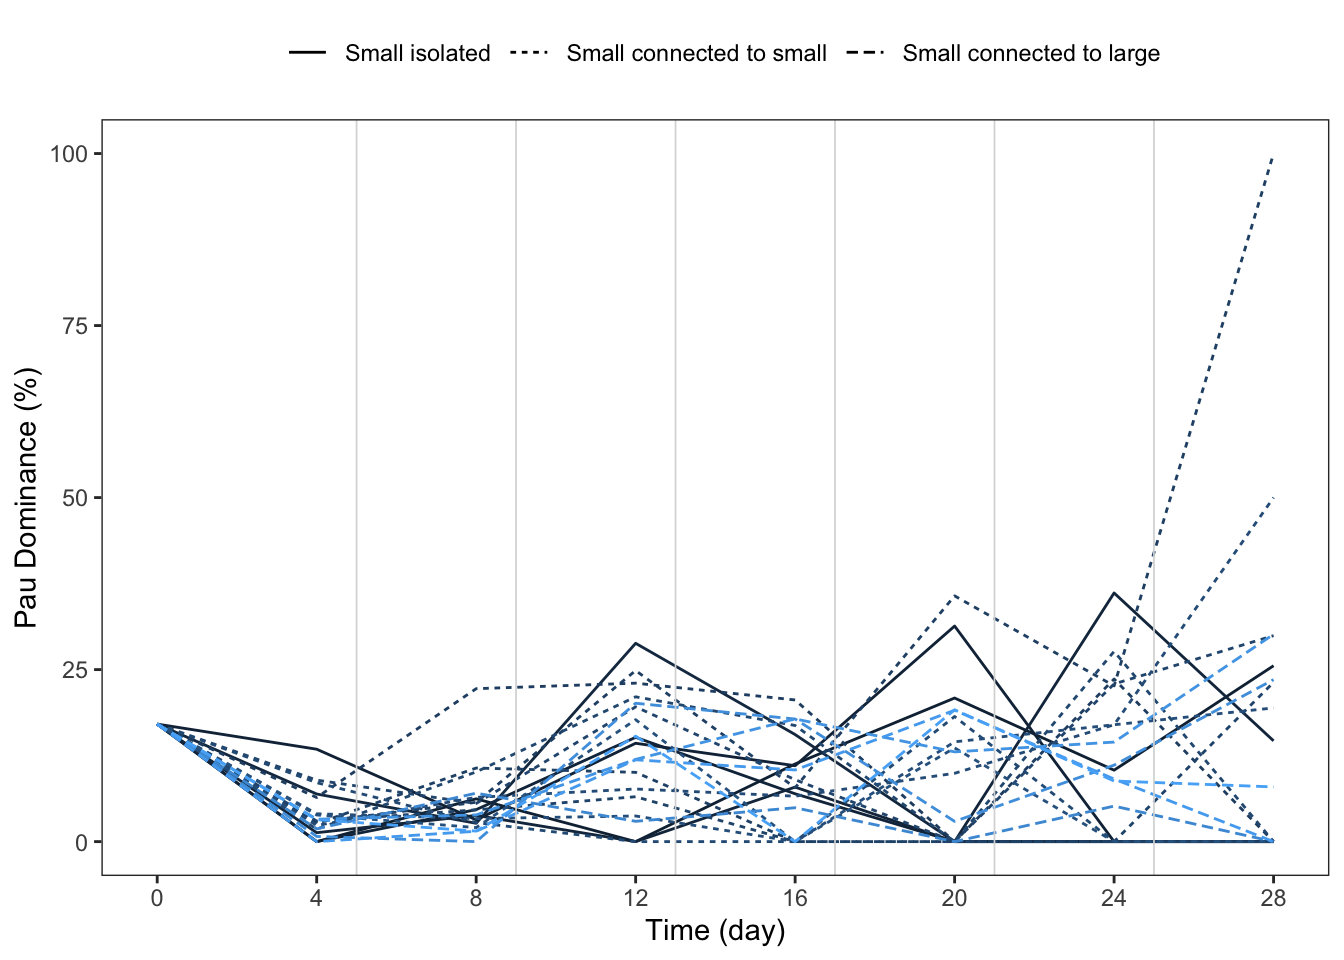 Small isolated Small connected to small Small connected to large
100
75
50
25
0
Pau Dominance (%)
0 4 8 12 16 20 24 28
Time (day)